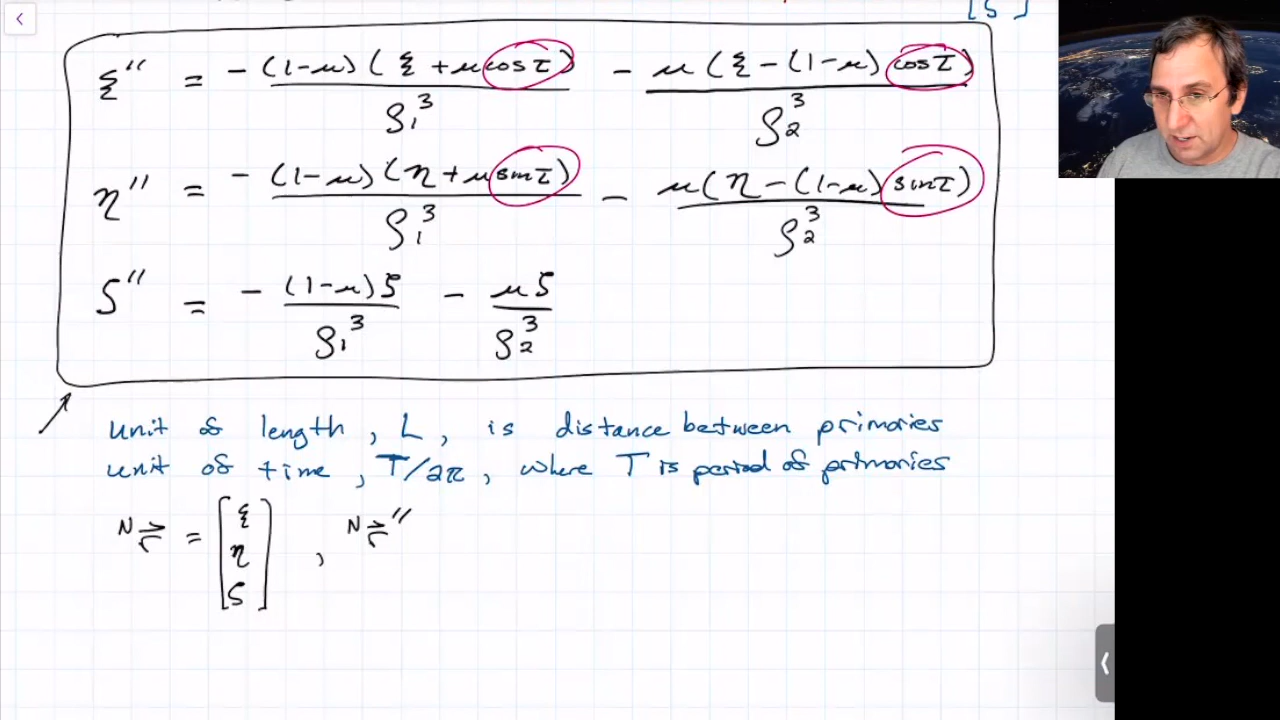 [ζ]
ξ'' = -(1-μ)(ξ + μ cos τ) / ρ₁³ - μ(ξ - (1-μ) cos τ) / ρ₂³
η'' = -(1-μ)(η + μ sin τ) / ρ₁³ - μ(η - (1-μ) sin τ) / ρ₂³
ζ'' = -(1-μ)ζ / ρ₁³ - μζ / ρ₂³
unit of length, L, is distance between primaries
unit of time, T/2π, where T is period of primaries
ᴺr⃗ = [ξ η ζ], ᴺr⃗''